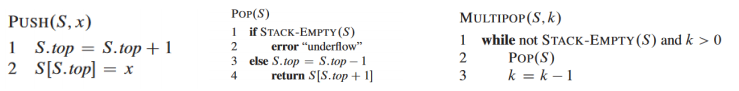 PUSH(S, x)
1 S.top = S.top + 1
2 S[S.top] = x
POP(S)
1 if STACK-EMPTY(S)
2 error “underflow”
3 else S.top = S.top − 1
4 return S[S.top + 1]
MULTIPOP(S, k)
1 while not STACK-EMPTY(S) and k > 0
2 POP(S)
3 k = k − 1